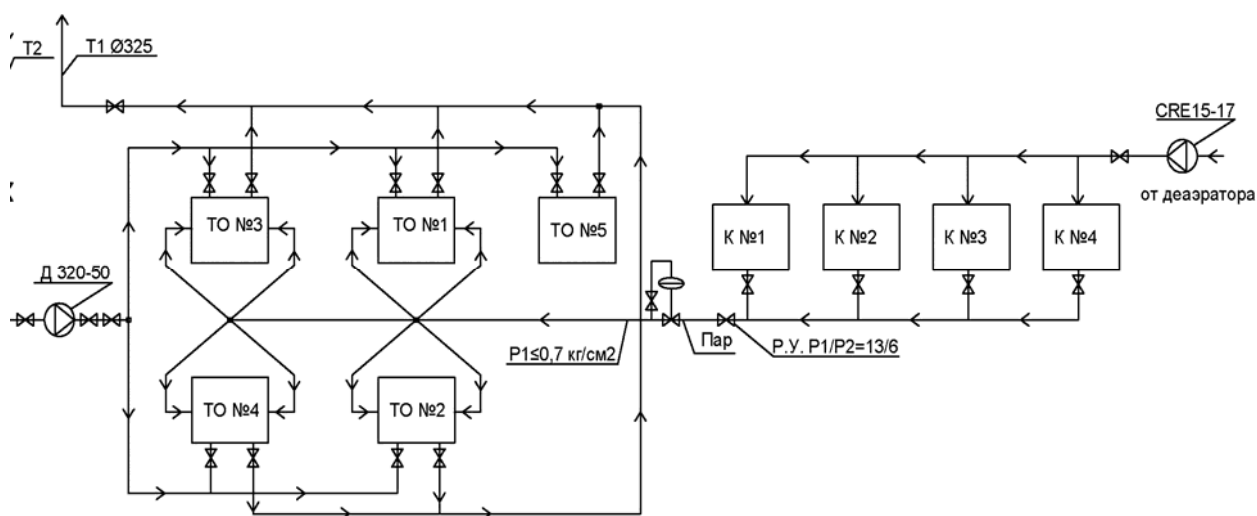 T2
T1 Ø325
CRE15-17
от деаэратора
ТО №3
ТО №1
ТО №5
К №1
К №2
К №3
К №4
Д 320-50
P1≤0,7 кг/см2
Пар
Р.У. P1/P2=13/6
ТО №4
ТО №2